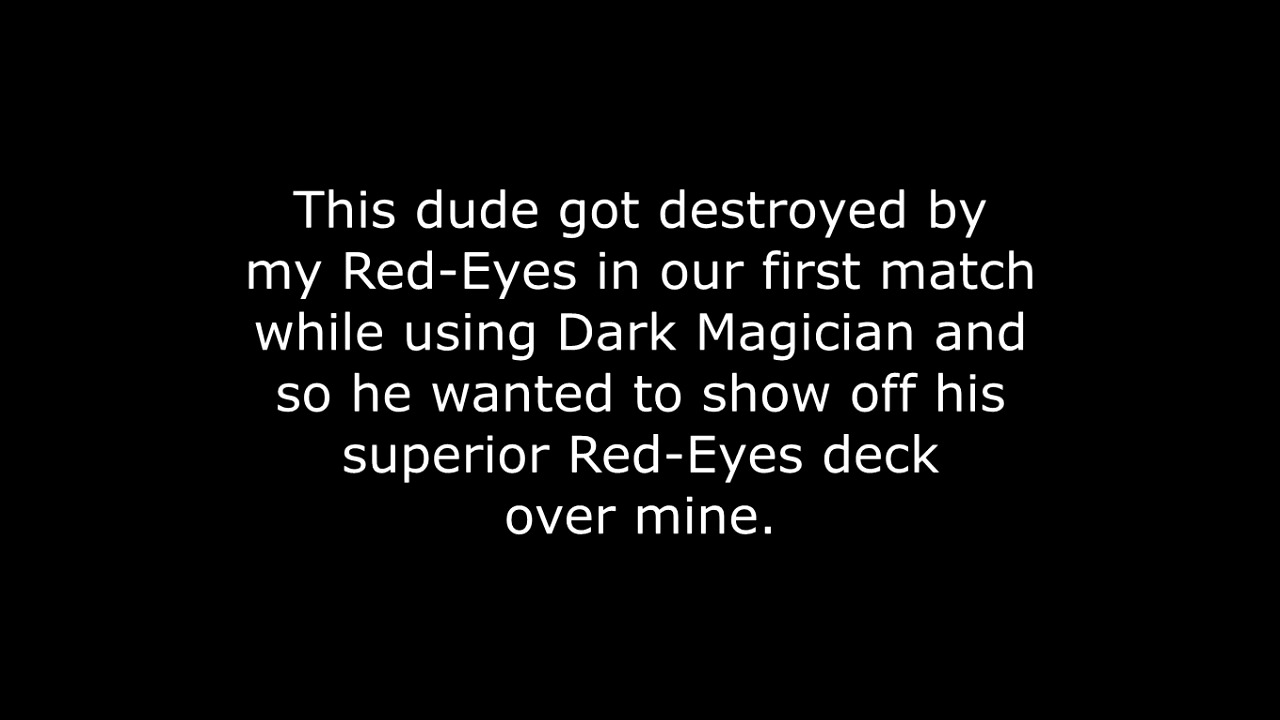 This dude got destroyed by
my Red-Eyes in our first match
while using Dark Magician and
so he wanted to show off his
superior Red-Eyes deck
over mine.